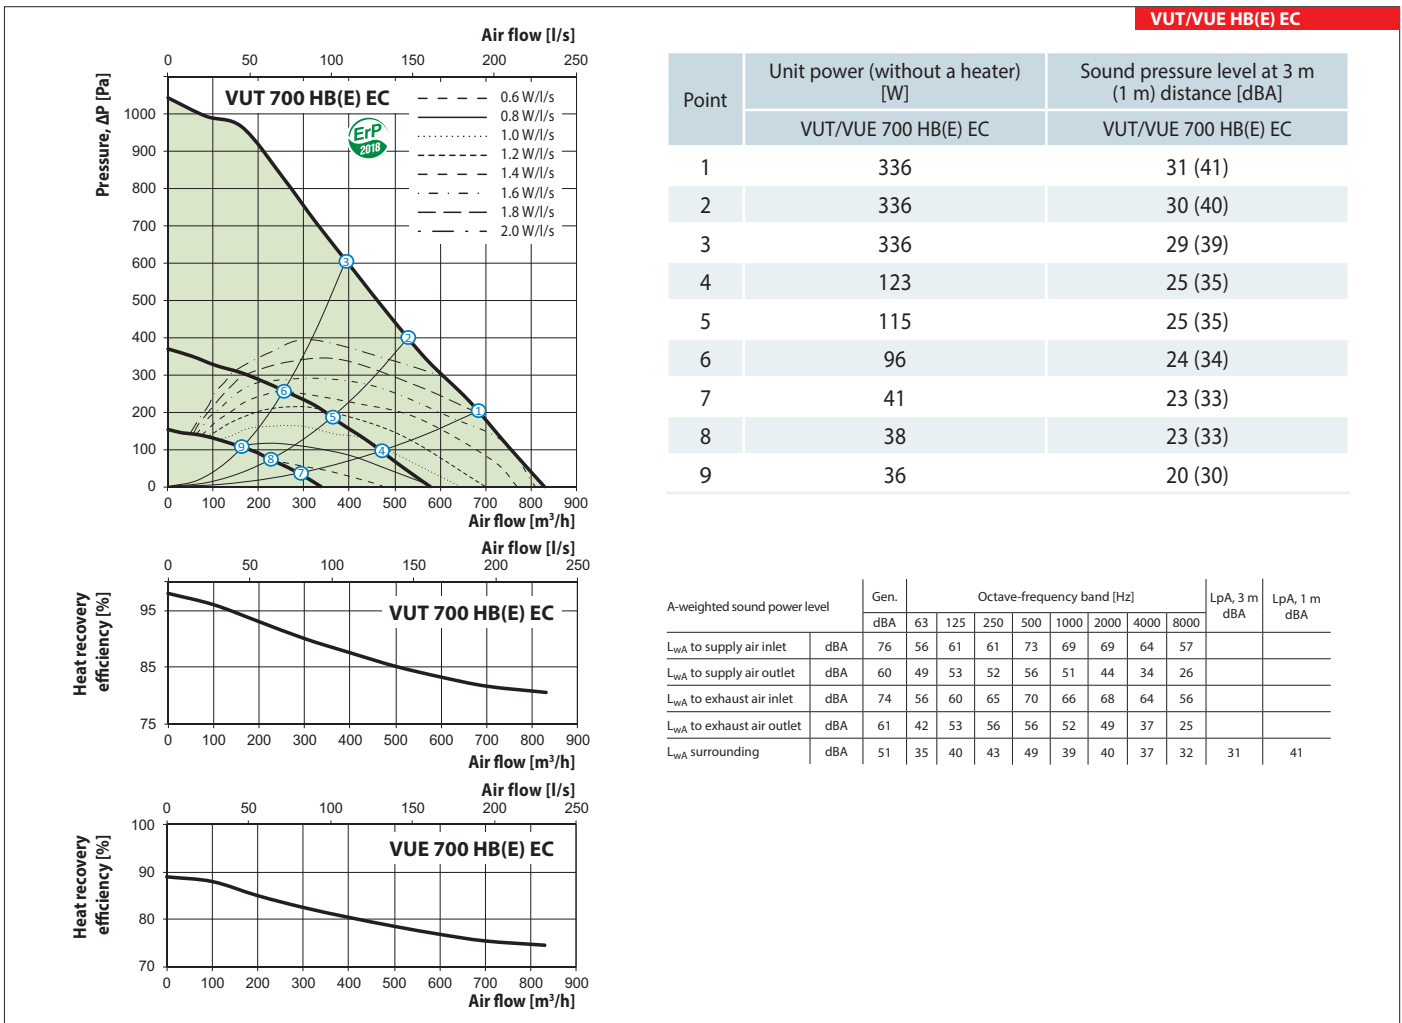 VUT/VUE HB(E) EC
Air flow [l/s]
0 50 100 150 200 250
Pressure, ΔP [Pa]
VUT 700 HB(E) EC
ErP
2018
0.6 W/l/s
0.8 W/l/s
1.0 W/l/s
1.2 W/l/s
1.4 W/l/s
1.6 W/l/s
1.8 W/l/s
2.0 W/l/s
1000
900
800
700
600
500
400
300
200
100
0
3
2
1
6
5
4
9
8
7
0 100 200 300 400 500 600 700 800 900
Air flow [m³/h]
Air flow [l/s]
0 50 100 150 200 250
Heat recovery
efficiency [%]
VUT 700 HB(E) EC
95
85
75
0 100 200 300 400 500 600 700 800 900
Air flow [m³/h]
Air flow [l/s]
0 50 100 150 200 250
Heat recovery
efficiency [%]
VUE 700 HB(E) EC
100
90
80
70
0 100 200 300 400 500 600 700 800 900
Air flow [m³/h]
Point Unit power (without a heater) [W] Sound pressure level at 3 m (1 m) distance [dBA]
VUT/VUE 700 HB(E) EC VUT/VUE 700 HB(E) EC
1 336 31 (41)
2 336 30 (40)
3 336 29 (39)
4 123 25 (35)
5 115 25 (35)
6 96 24 (34)
7 41 23 (33)
8 38 23 (33)
9 36 20 (30)
A-weighted sound power level Gen. Octave-frequency band [Hz] LpA, 3 m dBA LpA, 1 m dBA
dBA 63 125 250 500 1000 2000 4000 8000
LwA to supply air inlet dBA 76 56 61 61 73 69 69 64 57
LwA to supply air outlet dBA 60 49 53 52 56 51 44 34 26
LwA to exhaust air inlet dBA 74 56 60 65 70 66 68 64 56
LwA to exhaust air outlet dBA 61 42 53 56 56 52 49 37 25
LwA surrounding dBA 51 35 40 43 49 39 40 37 32 31 41